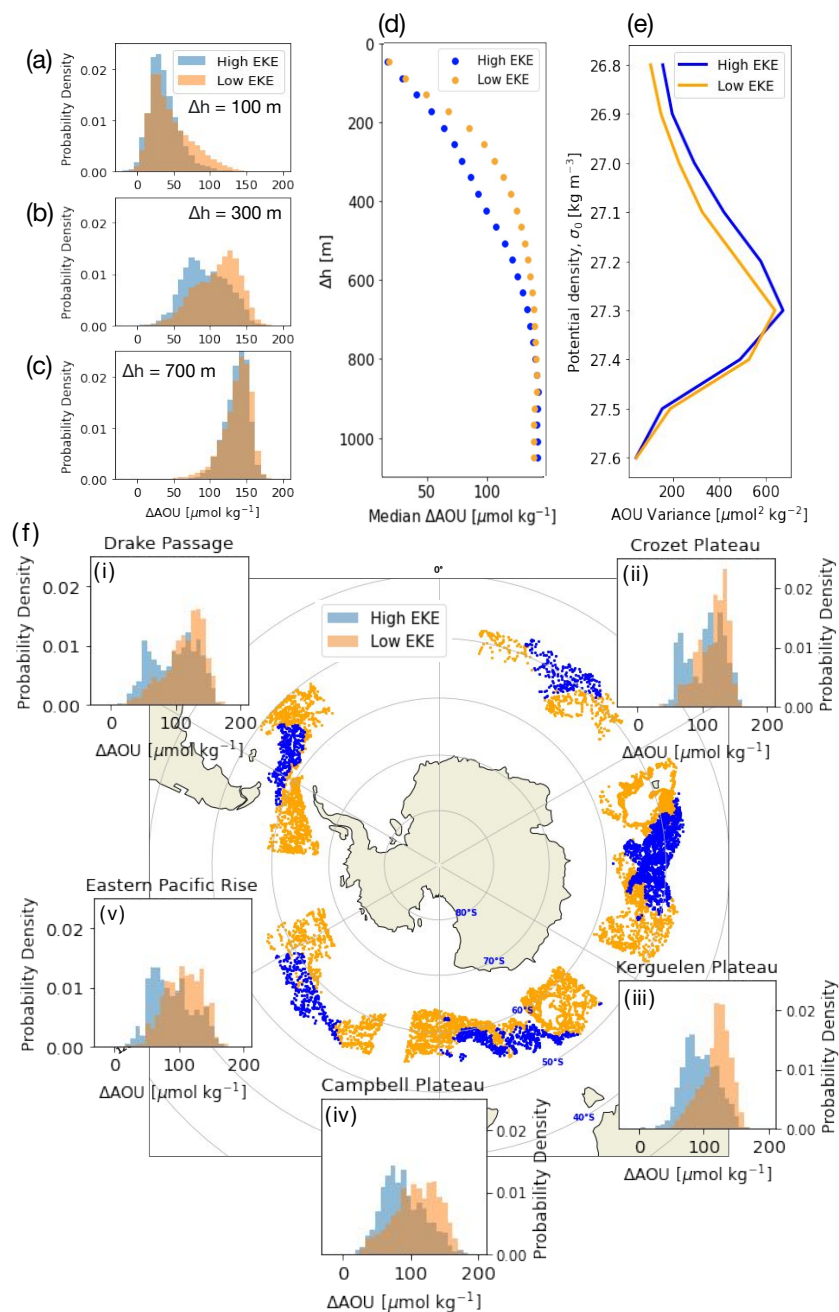 (a)
High EKE
Low EKE
Δh = 100 m
Probability Density
0.02
0.01
0.00
0 50 100 150 200
(b)
Δh = 300 m
Probability Density
0.02
0.01
0.00
0 50 100 150 200
(c)
Δh = 700 m
Probability Density
0.02
0.01
0.00
0 50 100 150 200
ΔAOU [μmol kg⁻¹]
(d)
High EKE
Low EKE
Δh [m]
0
200
400
600
800
1000
50 100
Median ΔAOU [μmol kg⁻¹]
(e)
High EKE
Low EKE
Potential density, σ₀ [kg m⁻³]
26.8
26.9
27.0
27.1
27.2
27.3
27.4
27.5
27.6
200 400 600
AOU Variance [μmol² kg⁻²]
(f)
0°
High EKE
Low EKE
80°S
70°S
60°S
50°S
40°S
Drake Passage
(i)
Probability Density
0.02
0.01
0.00
0 100 200
ΔAOU [μmol kg⁻¹]
Crozet Plateau
(ii)
Probability Density
0.02
0.01
0.00
0 100 200
ΔAOU [μmol kg⁻¹]
Eastern Pacific Rise
(v)
Probability Density
0.02
0.01
0.00
0 100 200
ΔAOU [μmol kg⁻¹]
Kerguelen Plateau
(iii)
Probability Density
0.02
0.01
0.00
0 100 200
ΔAOU [μmol kg⁻¹]
Campbell Plateau
(iv)
Probability Density
0.02
0.01
0.00
0 100 200
ΔAOU [μmol kg⁻¹]